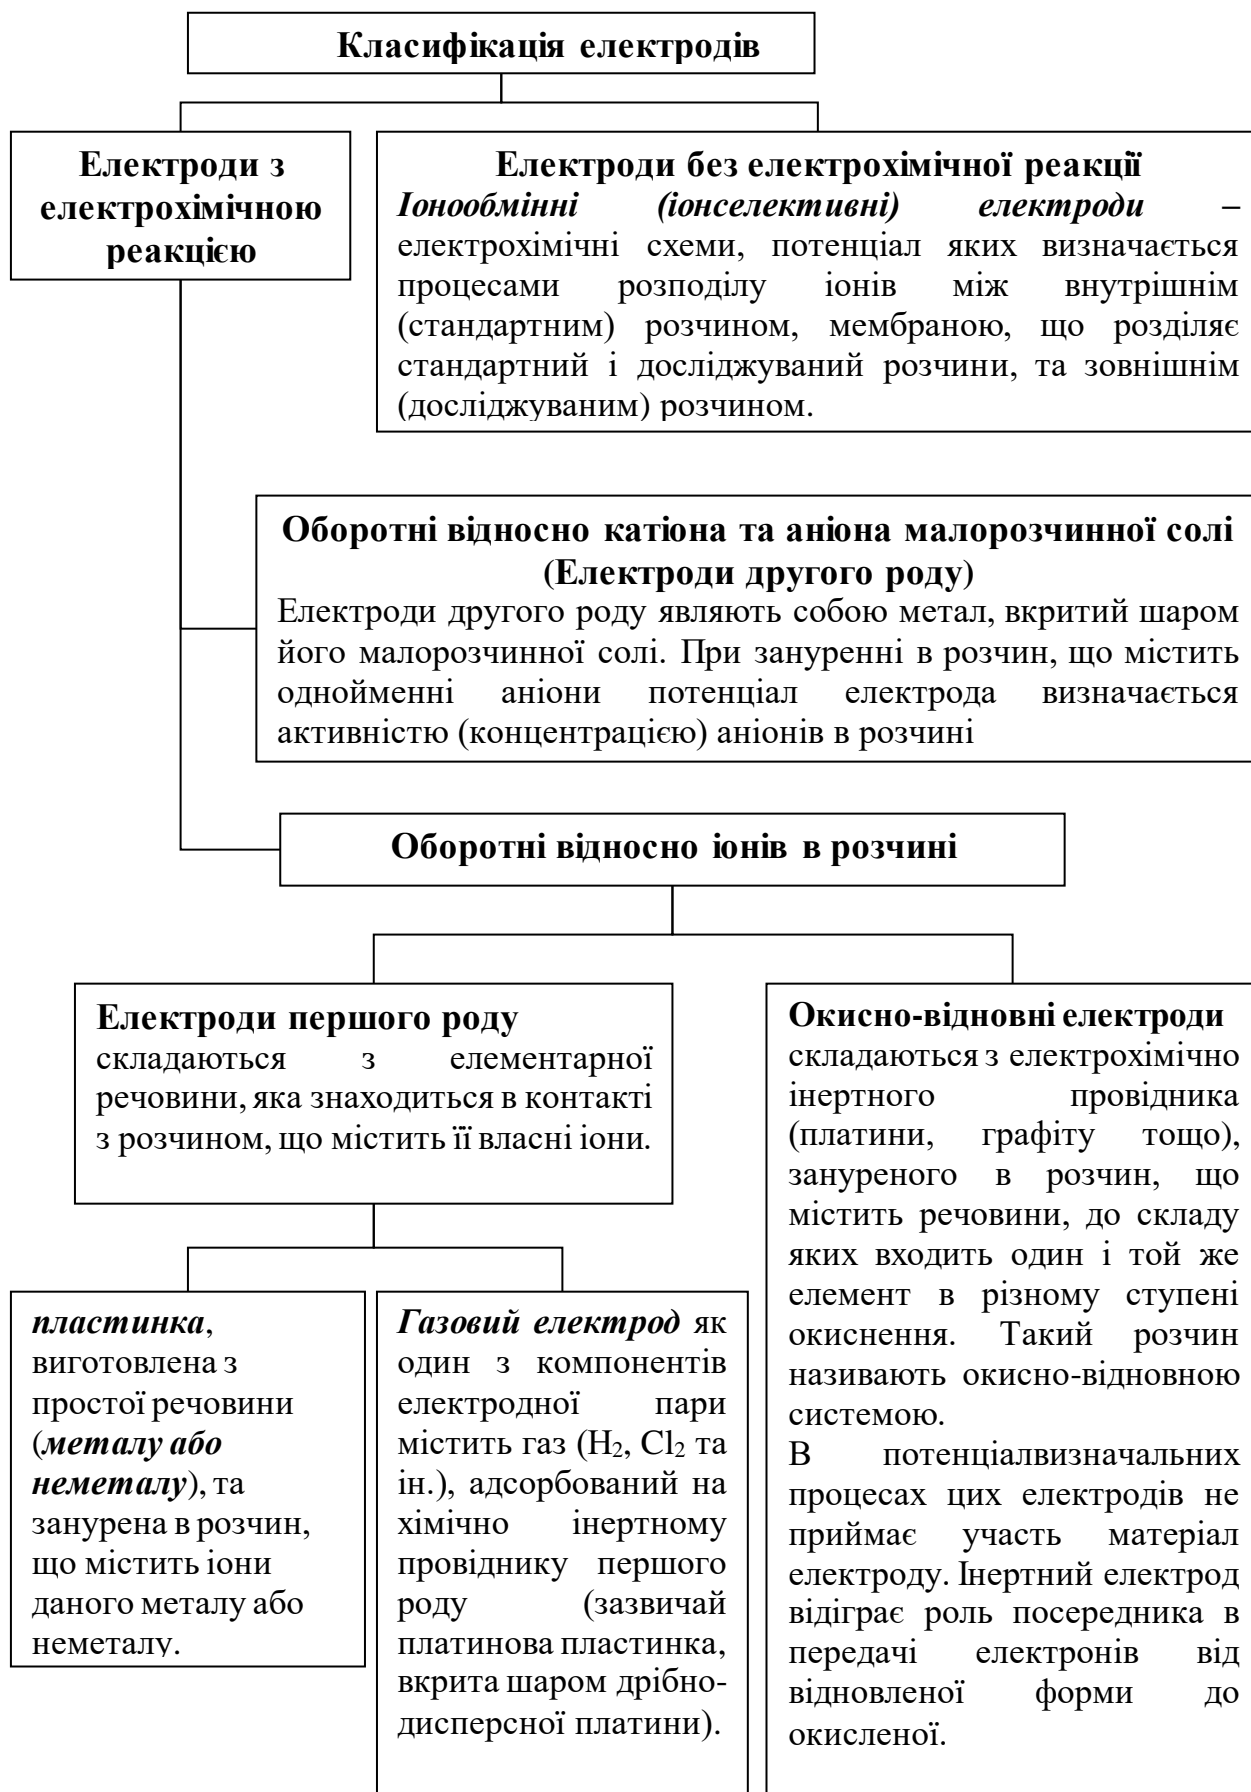 Класифікація електродів
Електроди з
електрохімічною
реакцією
Електроди без електрохімічної реакції
Іонообмінні (іонселективні) електроди –
електрохімічні схеми, потенціал яких визначається
процесами розподілу іонів між внутрішнім
(стандартним) розчином, мембраною, що розділяє
стандартний і досліджуваний розчини, та зовнішнім
(досліджуваним) розчином.
Оборотні відносно катіона та аніона малорозчинної солі
(Електроди другого роду)
Електроди другого роду являють собою метал, вкритий шаром
його малорозчинної солі. При зануренні в розчин, що містить
однойменні аніони потенціал електрода визначається
активністю (концентрацією) аніонів в розчині
Оборотні відносно іонів в розчині
Електроди першого роду
складаються з елементарної
речовини, яка знаходиться в контакті
з розчином, що містить її власні іони.
пластинка,
виготовлена з
простої речовини
(металу або
неметалу), та
занурена в розчин,
що містить іони
даного металу або
неметалу.
Газовий електрод як
один з компонентів
електродної пари
містить газ (H₂, Cl₂ та
ін.), адсорбований на
хімічно інертному
провіднику першого
роду (зазвичай
платинова пластинка,
вкрита шаром дрібно-
дисперсної платини).
Окисно-відновні електроди
складаються з електрохімічно
інертного провідника
(платини, графіту тощо),
зануреного в розчин, що
містить речовини, до складу
яких входить один і той же
елемент в різному ступені
окиснення. Такий розчин
називають окисно-відновною
системою.
В потенціалвизначальних
процесах цих електродів не
приймає участь матеріал
електроду. Інертний електрод
відіграє роль посередника в
передачі електронів від
відновленої форми до
окисленої.